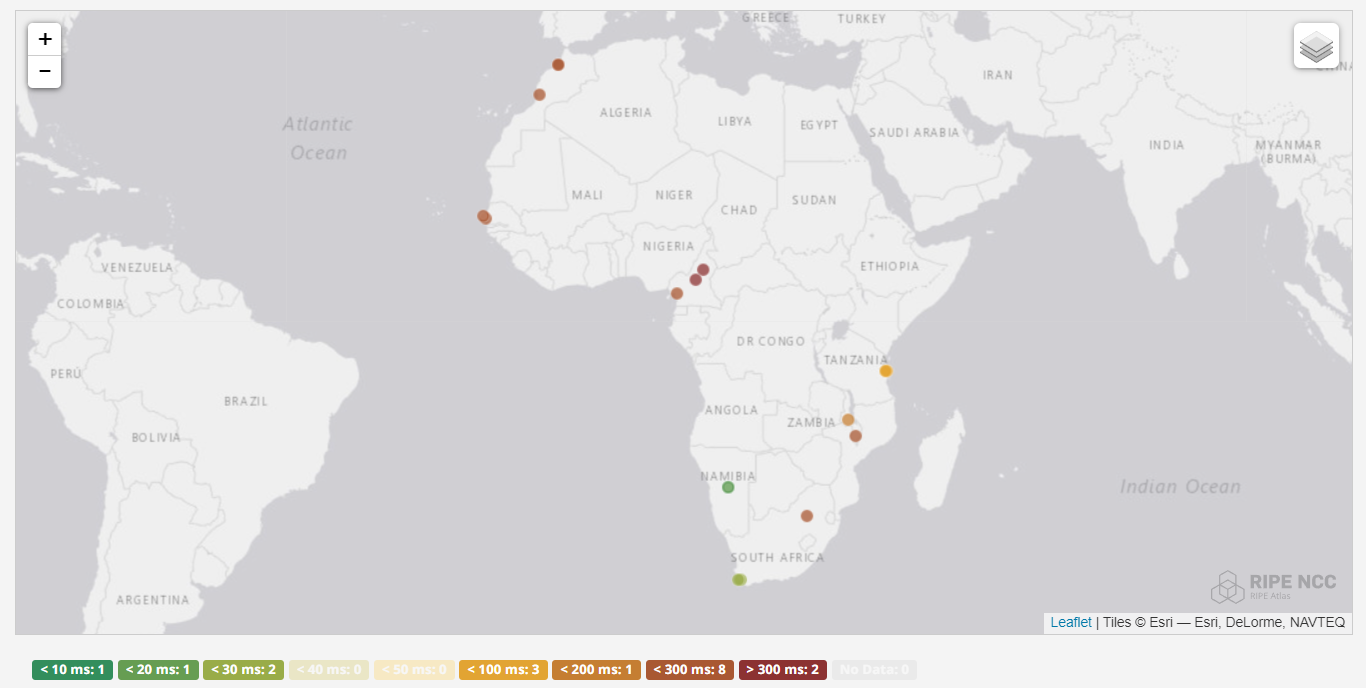 +
−
GREECE
TURKEY
IRAN
Atlantic
Ocean
ALGERIA
LIBYA
EGYPT
SAUDI ARABIA
INDIA
MYANMAR
(BURMA)
MALI
NIGER
CHAD
SUDAN
NIGERIA
ETHIOPIA
VENEZUELA
COLOMBIA
DR CONGO
TANZANIA
PERÚ
BRAZIL
ANGOLA
ZAMBIA
BOLIVIA
NAMIBIA
Indian Ocean
SOUTH AFRICA
ARGENTINA
RIPE NCC
RIPE Atlas
Leaflet | Tiles © Esri — Esri, DeLorme, NAVTEQ
< 10 ms: 1 < 20 ms: 1 < 30 ms: 2 < 40 ms: 0 < 50 ms: 0 < 100 ms: 3 < 200 ms: 1 < 300 ms: 8 > 300 ms: 2 No Data: 0